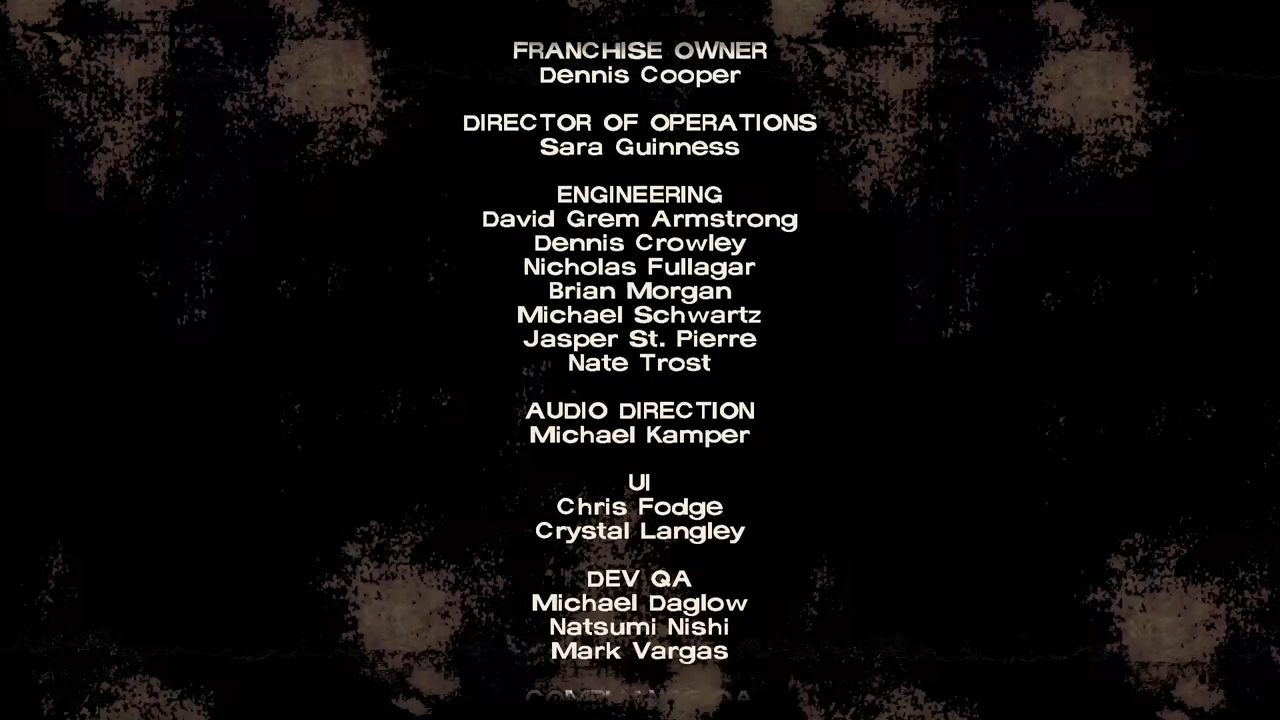 FRANCHISE OWNER
Dennis Cooper
DIRECTOR OF OPERATIONS
Sara Guinness
ENGINEERING
David Grem Armstrong
Dennis Crowley
Nicholas Fullagar
Brian Morgan
Michael Schwartz
Jasper St. Pierre
Nate Trost
AUDIO DIRECTION
Michael Kamper
UI
Chris Fodge
Crystal Langley
DEV QA
Michael Daglow
Natsumi Nishi
Mark Vargas
COMPLIANCE QA